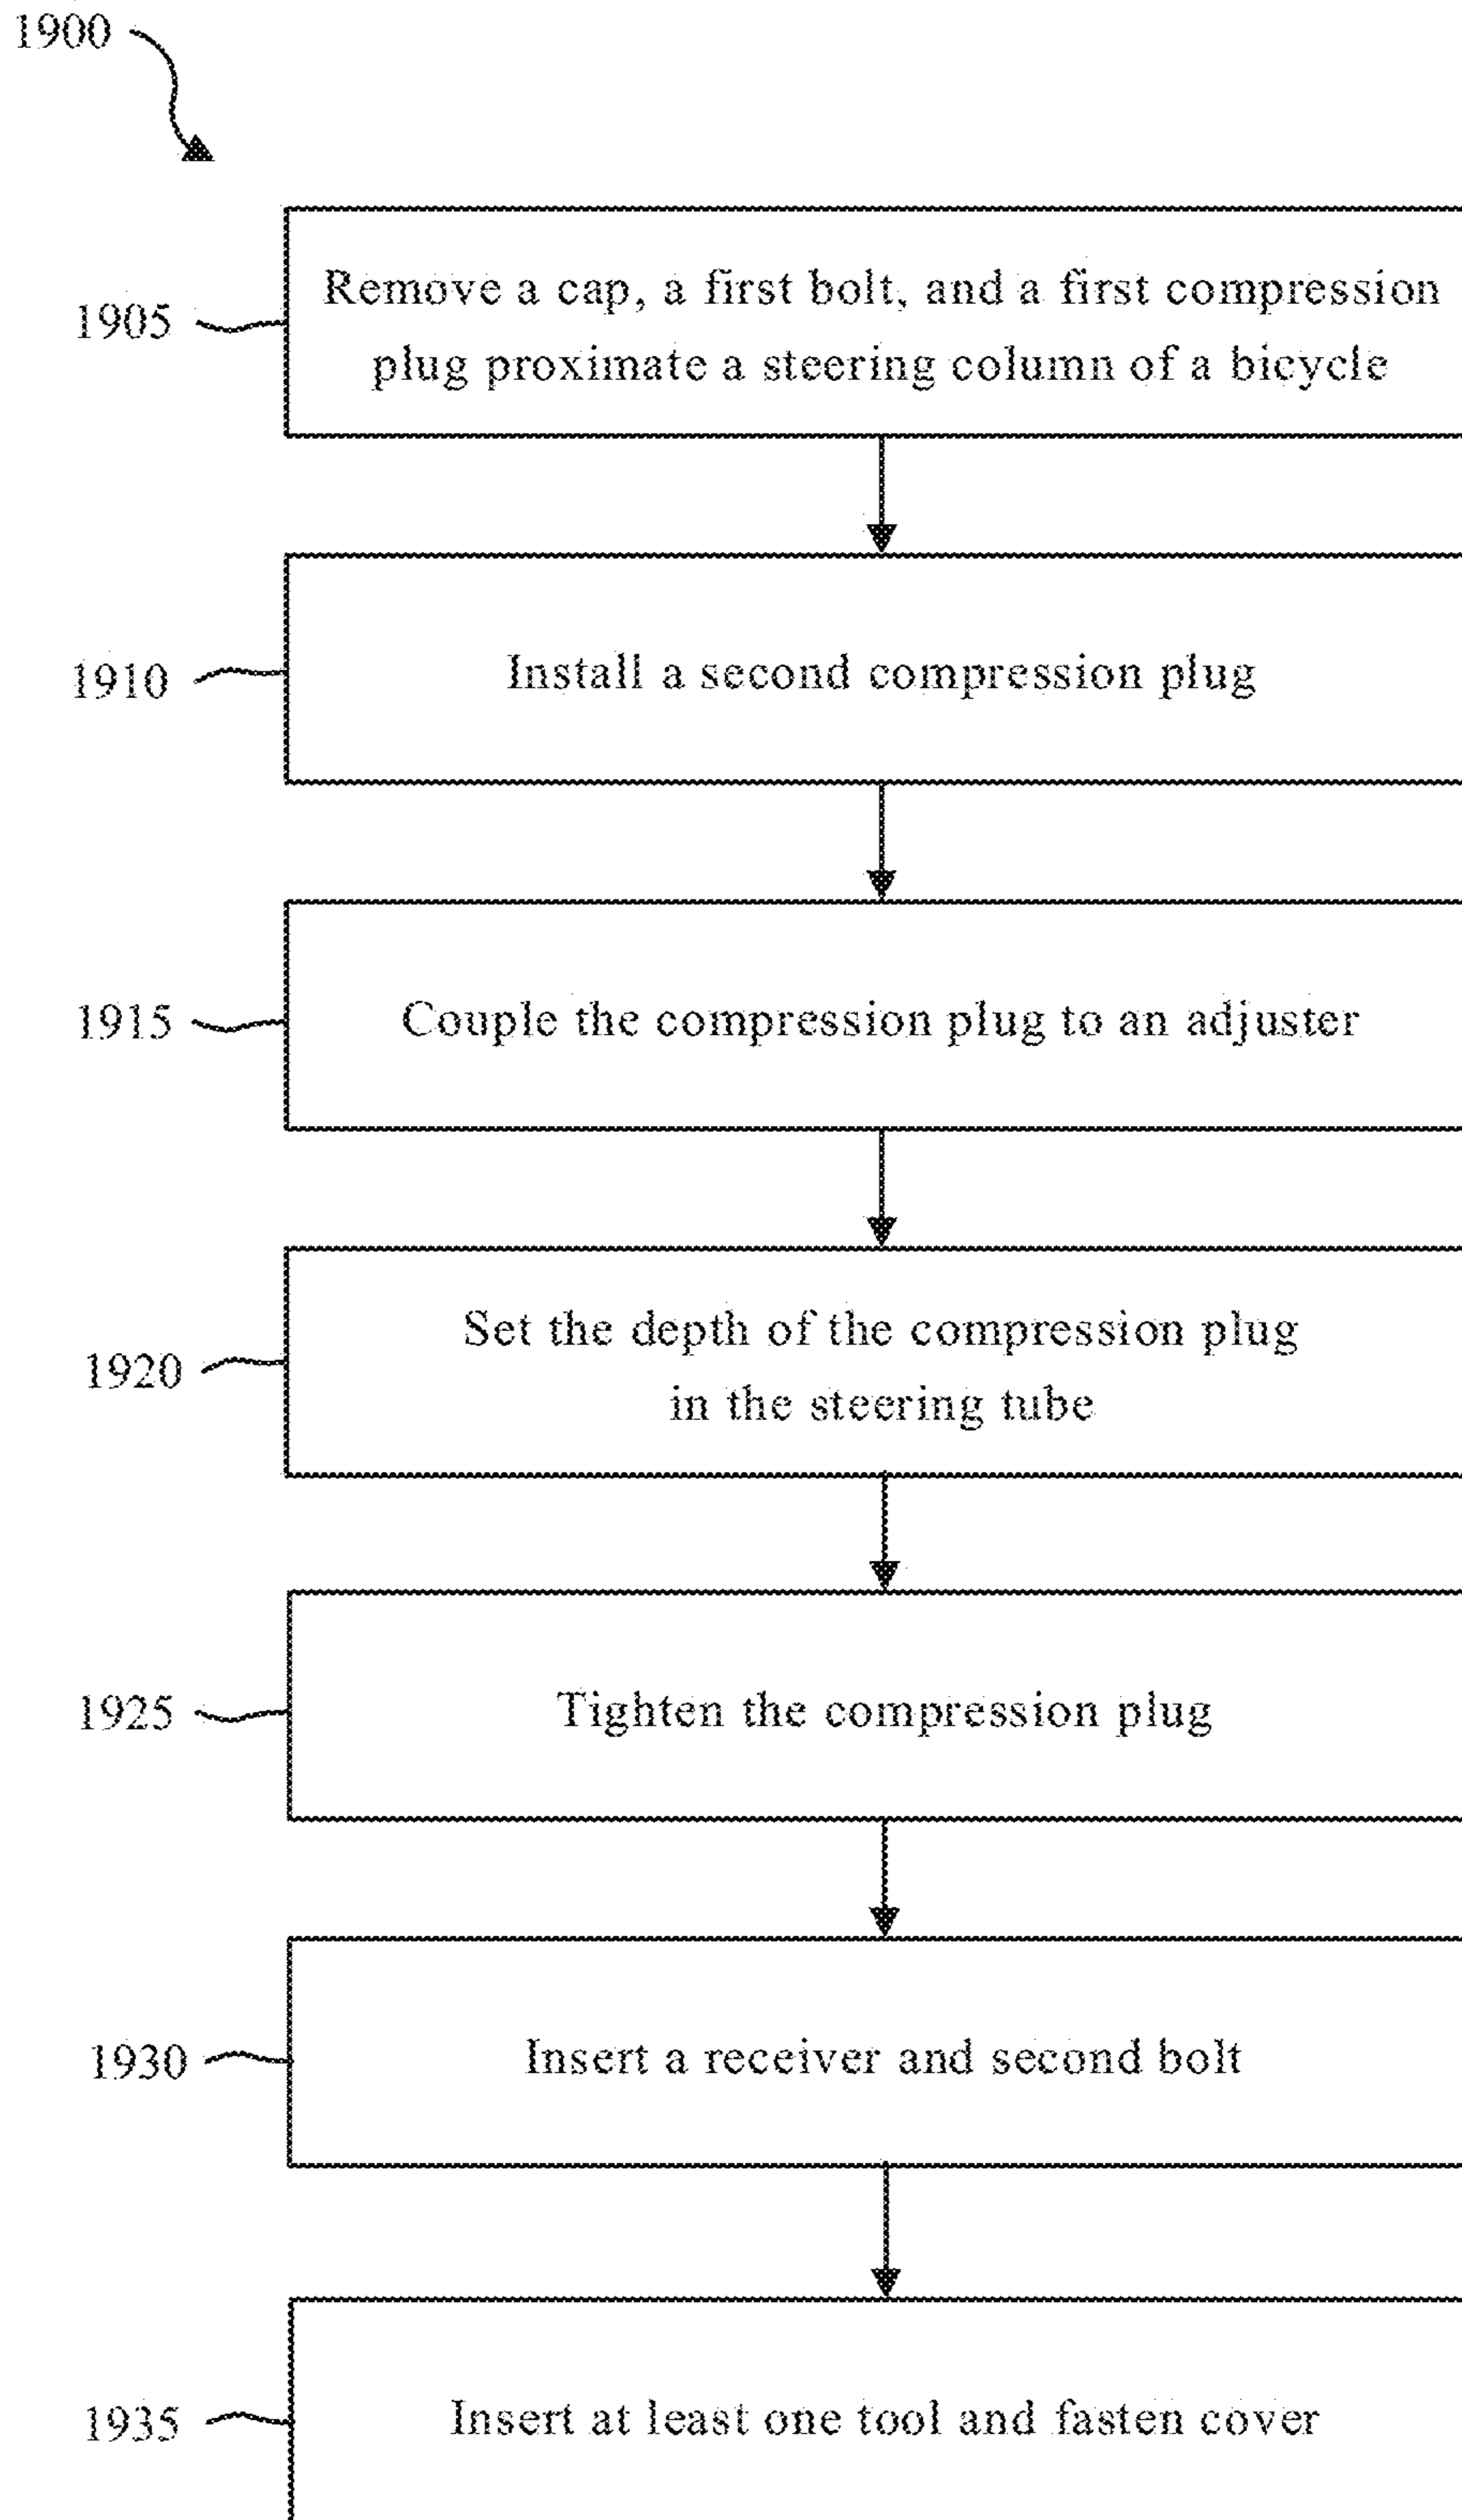 1900
1905
Remove a cap, a first bolt, and a first compression
plug proximate a steering column of a bicycle
1910
Install a second compression plug
1915
Couple the compression plug to an adjuster
1920
Set the depth of the compression plug
in the steering tube
1925
Tighten the compression plug
1930
Insert a receiver and second bolt
1935
Insert at least one tool and fasten cover